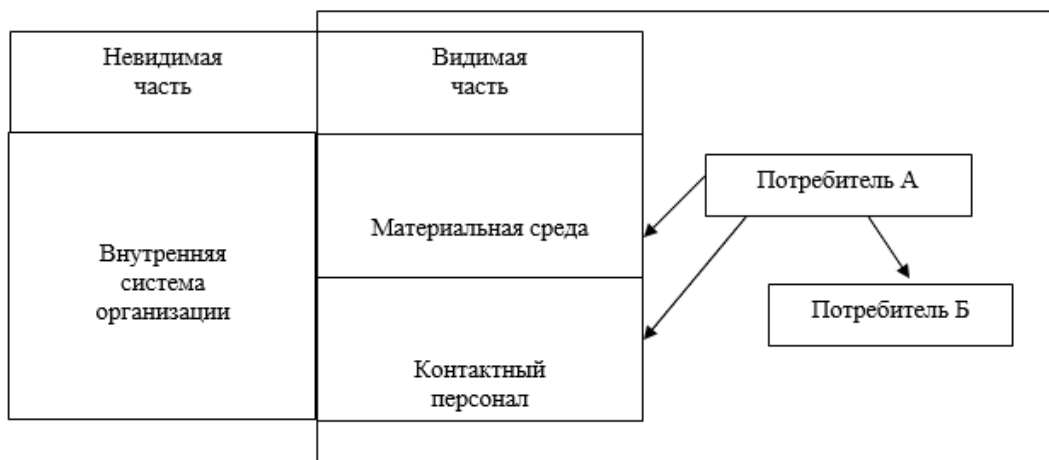 Невидимая
часть
Видимая
часть
Внутренняя
система
организации
Материальная среда
Контактный
персонал
Потребитель А
Потребитель Б